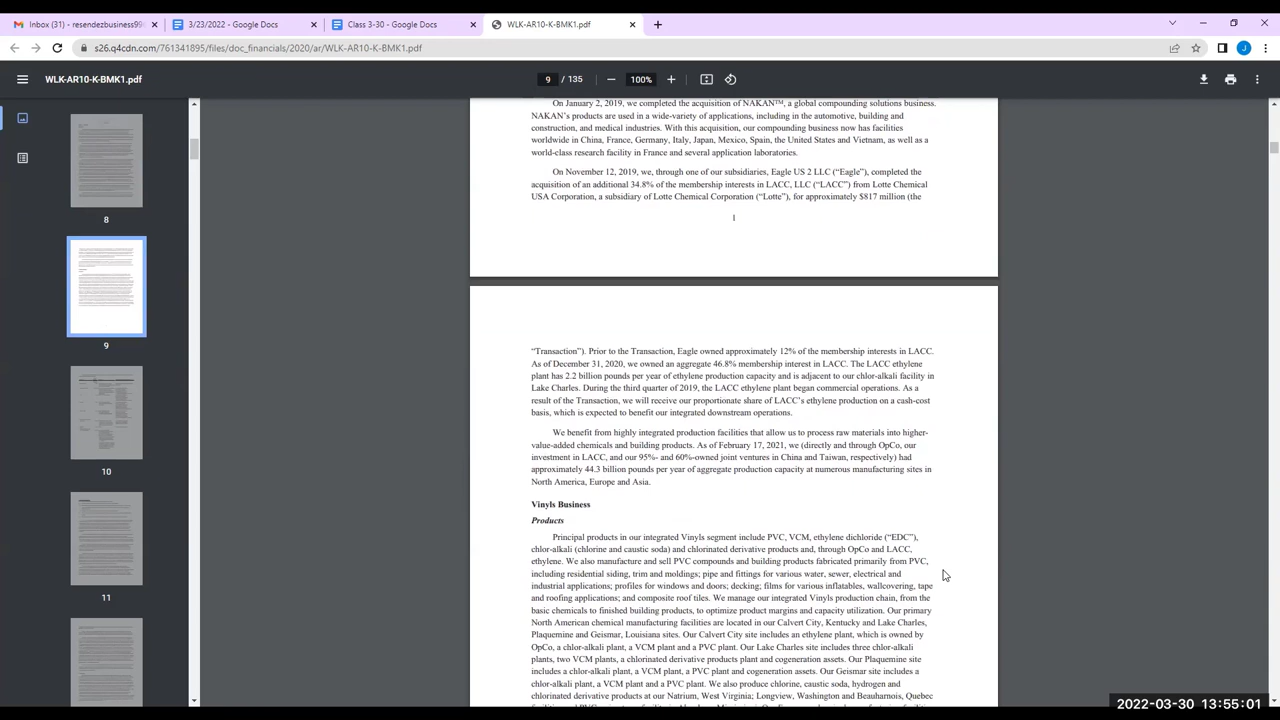 Inbox (31) - resendezbusiness99
3/23/2022 - Google Docs
Class 3-30 - Google Docs
WLK-AR10-K-BMK1.pdf
s26.q4cdn.com/761341895/files/doc_financials/2020/ar/WLK-AR10-K-BMK1.pdf
J
WLK-AR10-K-BMK1.pdf
9 / 135
100%
8
9
10
11
On January 2, 2019, we completed the acquisition of NAKAN™, a global compounding solutions business.
NAKAN's products are used in a wide-variety of applications, including in the automotive, building and
construction, and medical industries. With this acquisition, our compounding business now has facilities
worldwide in China, France, Germany, Italy, Japan, Mexico, Spain, the United States and Vietnam, as well as a
world-class research facility in France and several application laboratories.
On November 12, 2019, we, through one of our subsidiaries, Eagle US 2 LLC (“Eagle”), completed the
acquisition of an additional 34.8% of the membership interests in LACC, LLC (“LACC”) from Lotte Chemical
USA Corporation, a subsidiary of Lotte Chemical Corporation (“Lotte”), for approximately $817 million (the
1
“Transaction”). Prior to the Transaction, Eagle owned approximately 12% of the membership interests in LACC.
As of December 31, 2020, we owned an aggregate 46.8% membership interest in LACC. The LACC ethylene
plant has 2.2 billion pounds per year of ethylene production capacity and is adjacent to our chlor-alkali facility in
Lake Charles. During the third quarter of 2019, the LACC ethylene plant began commercial operations. As a
result of the Transaction, we will receive our proportionate share of LACC's ethylene production on a cash-cost
basis, which is expected to benefit our integrated downstream operations.
We benefit from highly integrated production facilities that allow us to process raw materials into higher-
value-added chemicals and building products. As of February 17, 2021, we (directly and through OpCo, our
investment in LACC, and our 95%- and 60%-owned joint ventures in China and Taiwan, respectively) had
approximately 44.3 billion pounds per year of aggregate production capacity at numerous manufacturing sites in
North America, Europe and Asia.
Vinyls Business
Products
Principal products in our integrated Vinyls segment include PVC, VCM, ethylene dichloride (“EDC”),
chlor-alkali (chlorine and caustic soda) and chlorinated derivative products and, through OpCo and LACC,
ethylene. We also manufacture and sell PVC compounds and building products fabricated primarily from PVC,
including residential siding, trim and moldings; pipe and fittings for various water, sewer, electrical and
industrial applications; profiles for windows and doors; decking; films for various inflatables, wallcovering, tape
and roofing applications; and composite roof tiles. We manage our integrated Vinyls production chain, from the
basic chemicals to finished building products, to optimize product margins and capacity utilization. Our primary
North American chemical manufacturing facilities are located in our Calvert City, Kentucky and Lake Charles,
Plaquemine and Geismar, Louisiana sites. Our Calvert City site includes an ethylene plant, which is owned by
OpCo, a chlor-alkali plant, a VCM plant and a PVC plant. Our Lake Charles site includes three chlor-alkali
plants, two VCM plants, a chlorinated derivative products plant and cogeneration assets. Our Plaquemine site
includes a chlor-alkali plant, a VCM plant, a PVC plant and cogeneration assets. Our Geismar site includes a
chlor-alkali plant, a VCM plant and a PVC plant. We also produce chlorine, caustic soda, hydrogen and
chlorinated derivative products at our Natrium, West Virginia; Longview, Washington and Beauharnois, Quebec
2022-03-30 13:55:01